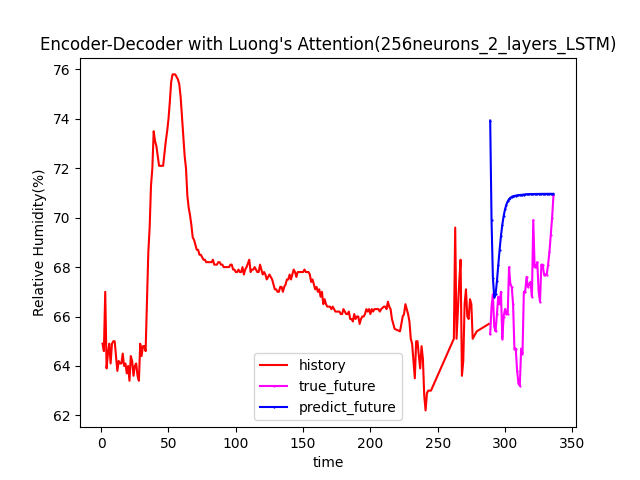 Encoder-Decoder with Luong's Attention(256neurons_2_layers_LSTM)
76
74
72
70
68
66
64
62
Relative Humidity(%)
history
true_future
predict_future
0
50
100
150
200
250
300
350
time